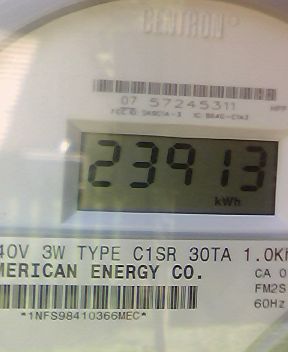 CENTRON®
07 57245311
kWh
23913
40V 3W TYPE C1SR 30TA 1.0K
MERICAN ENERGY CO.
CA 0
FM2S
60Hz
*1NFS98410366MEC*